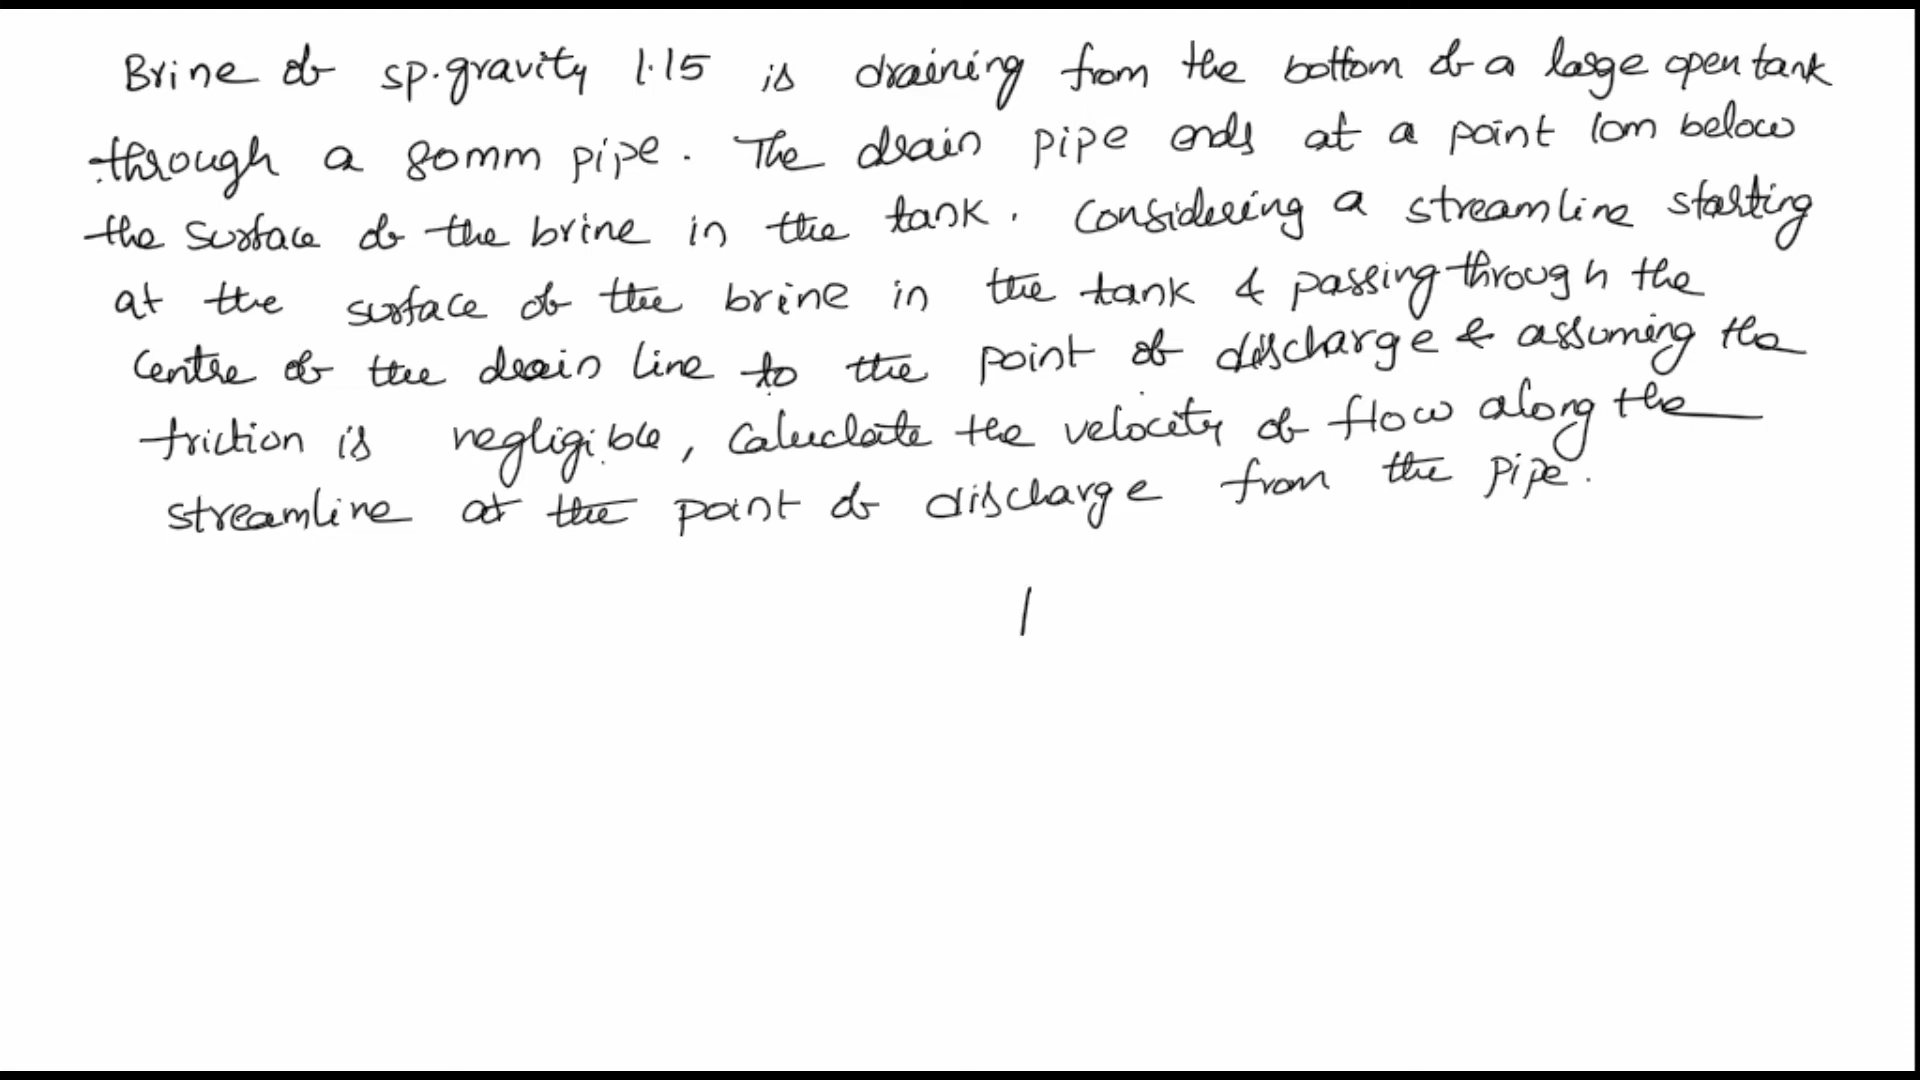 Brine of sp.gravity 1.15 is draining from the bottom of a large open tank
through a 80mm pipe. The drain pipe ends at a point 10m below
the surface of the brine in the tank. Considering a streamline starting
at the surface of the brine in the tank & passing through the
centre of the drain line to the point of discharge & assuming the
friction is negligible, calculate the velocity of flow along the
streamline at the point of discharge from the pipe.